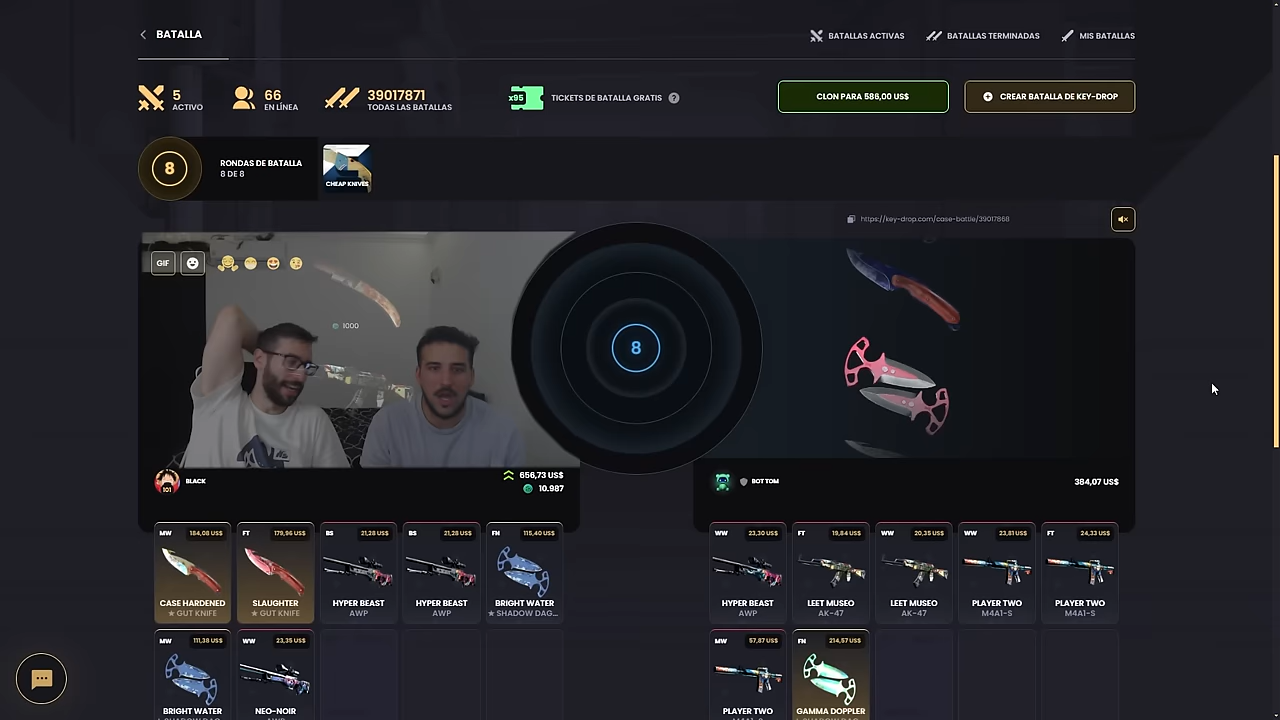 BATALLA
BATALLAS ACTIVAS
BATALLAS TERMINADAS
MIS BATALLAS
5
ACTIVO
66
EN LÍNEA
39017871
TODAS LAS BATALLAS
x95
TICKETS DE BATALLA GRATIS ?
CLON PARA 586,00 US$
CREAR BATALLA DE KEY-DROP
8
RONDAS DE BATALLA
8 DE 8
CHEAP KNIVES
https://key-drop.com/case-battle/39017868
GIF
1000
8
101
BLACK
656,73 US$
10.987
BOT TOM
384,07 US$
MW 184,08 US$
CASE HARDENED
★ GUT KNIFE
FT 179,96 US$
SLAUGHTER
★ GUT KNIFE
BS 21,28 US$
HYPER BEAST
AWP
BS 21,28 US$
HYPER BEAST
AWP
FN 115,40 US$
BRIGHT WATER
★ SHADOW DAG...
WW 23,30 US$
HYPER BEAST
AWP
FT 19,84 US$
LEET MUSEO
AK-47
WW 20,35 US$
LEET MUSEO
AK-47
WW 23,81 US$
PLAYER TWO
M4A1-S
FT 24,33 US$
PLAYER TWO
M4A1-S
MW 111,38 US$
BRIGHT WATER
WW 23,35 US$
NEO-NOIR
MW 57,87 US$
PLAYER TWO
FN 214,57 US$
GAMMA DOPPLER